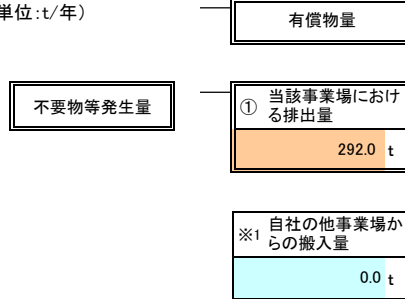 単位:t/年）
有償物量
不要物等発生量
① 当該事業場におけ
る排出量
292.0 t
※1 自社の他事業場か
らの搬入量
0.0 t